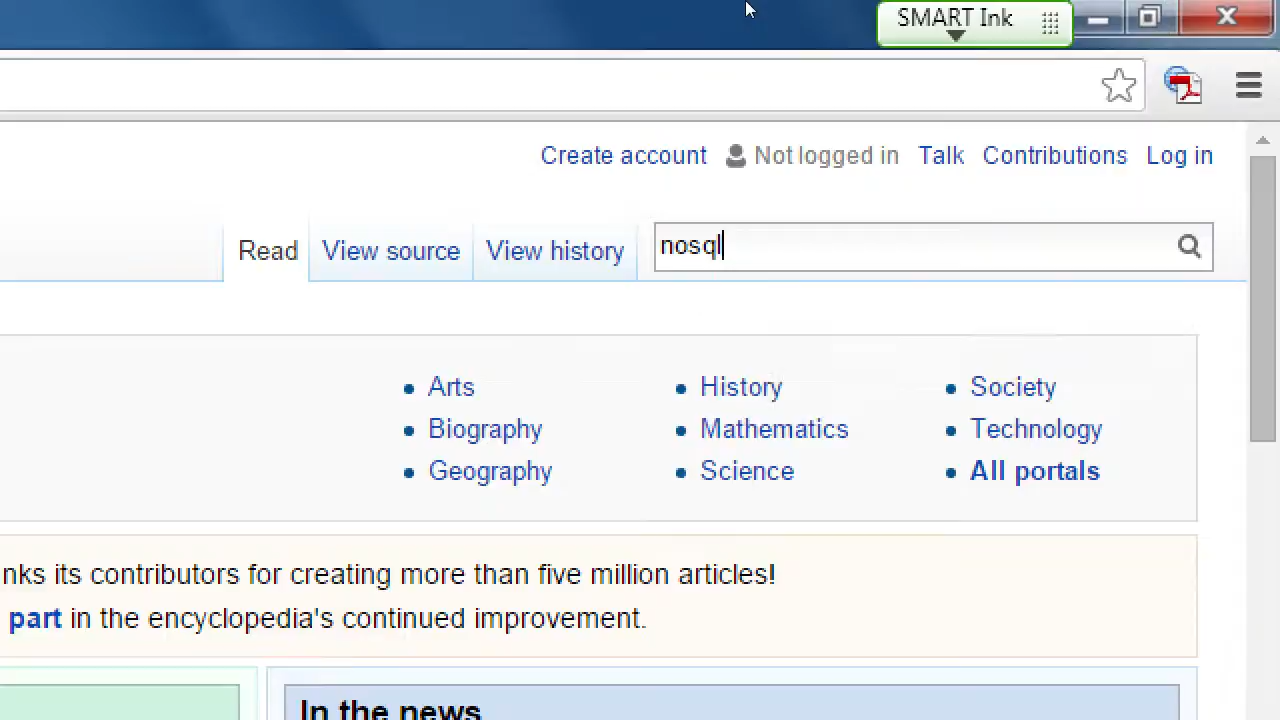 SMART Ink
Create account Not logged in Talk Contributions Log in
Read View source View history nosql
Arts History Society
Biography Mathematics Technology
Geography Science All portals
nks its contributors for creating more than five million articles!
part in the encyclopedia's continued improvement.
In the news